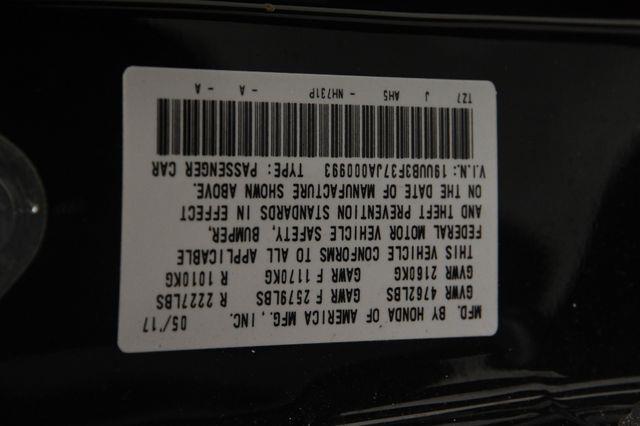 MFD. BY HONDA OF AMERICA MFG., INC. 05/17
GVWR 4762LBS GAWR F 2579LBS R 2227LBS
GVWR 2160KG GAWR F 1170KG R 1010KG
THIS VEHICLE CONFORMS TO ALL APPLICABLE
FEDERAL MOTOR VEHICLE SAFETY, BUMPER,
AND THEFT PREVENTION STANDARDS IN EFFECT
ON THE DATE OF MANUFACTURE SHOWN ABOVE.
V.I.N.: 19UUB3F37JA000993 TYPE: PASSENGER CAR
TZ7 J AH5 - NH731P - A - A